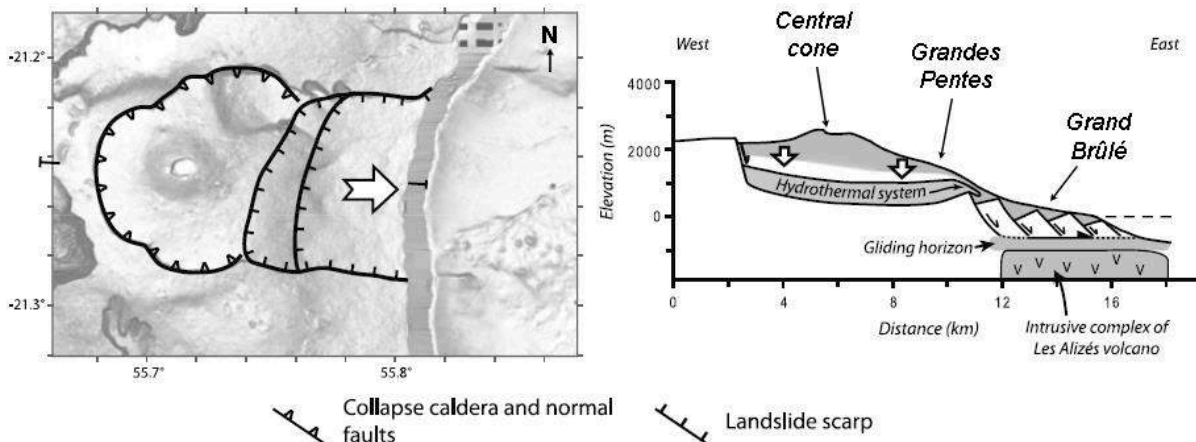 N
-21.2°
-21.3°
55.7°
55.8°
West
Central
cone
Grandes
Pentes
East
Grand
Brûlé
Elevation (m)
4000
2000
0
Hydrothermal system
Gliding horizon
V V V V V
V V V V
0
4
8
12
16
Distance (km)
Intrusive complex of
Les Alizés volcano
Collapse caldera and normal
faults
Landslide scarp